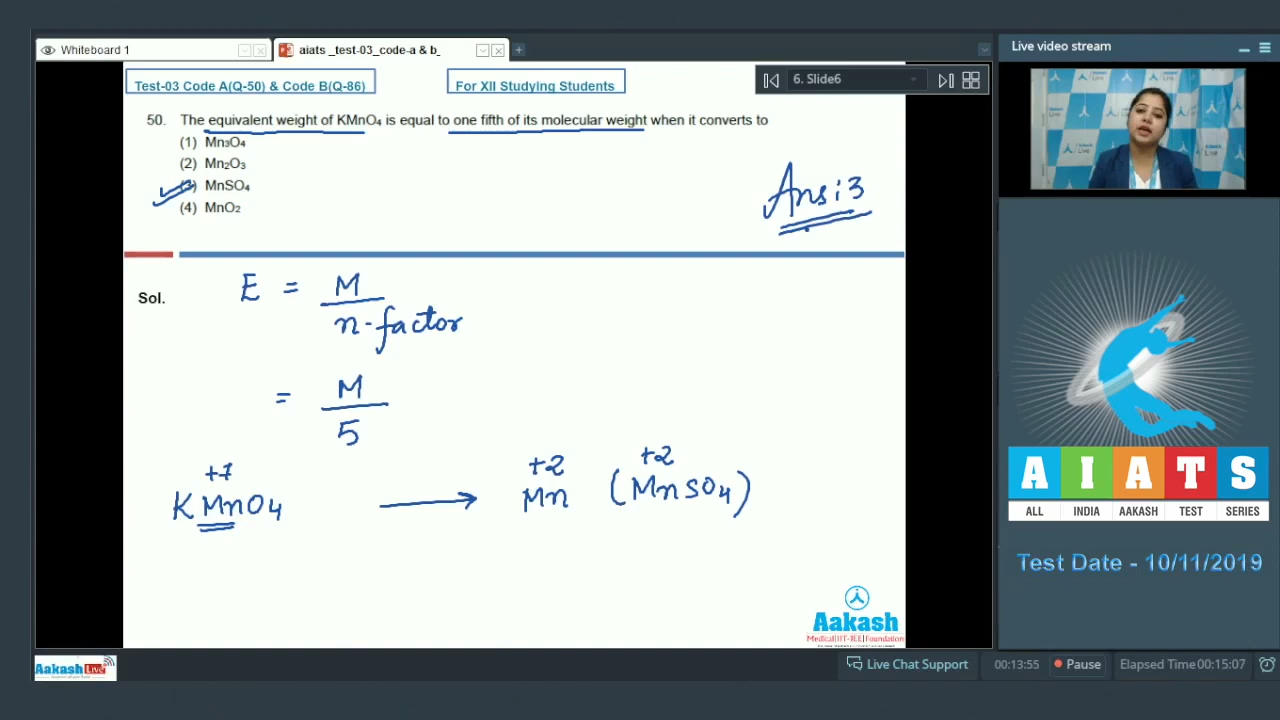 Whiteboard 1
aiats _test-03_code-a & b_
Live video stream
Test-03 Code A(Q-50) & Code B(Q-86)
For XII Studying Students
6. Slide6
50. The equivalent weight of KMnO4 is equal to one fifth of its molecular weight when it converts to
(1) Mn3O4
(2) Mn2O3
(3) MnSO4
(4) MnO2
Ans: 3
Sol.
E = M
n-factor
= M
5
+7 +2 +2
KMnO4 → Mn (MnSO4)
A I A T S
ALL INDIA AAKASH TEST SERIES
Test Date - 10/11/2019
Aakash
Medical|IIT-JEE|Foundation
Aakash Live
Live Chat Support
00:13:55
Pause
Elapsed Time 00:15:07